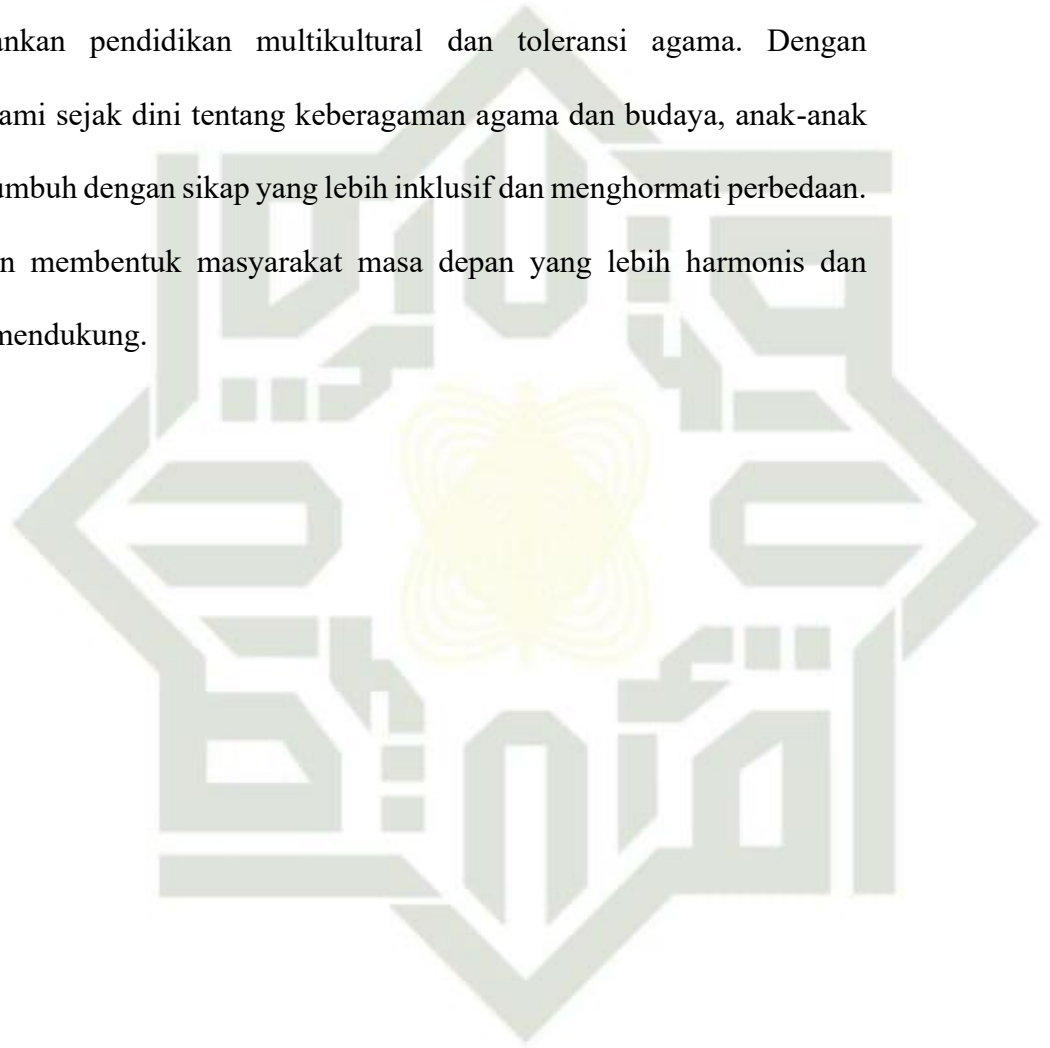 ankan pendidikan multikultural dan toleransi agama. Dengan
ami sejak dini tentang keberagaman agama dan budaya, anak-anak
umbuh dengan sikap yang lebih inklusif dan menghormati perbedaan.
n membentuk masyarakat masa depan yang lebih harmonis dan
mendukung.